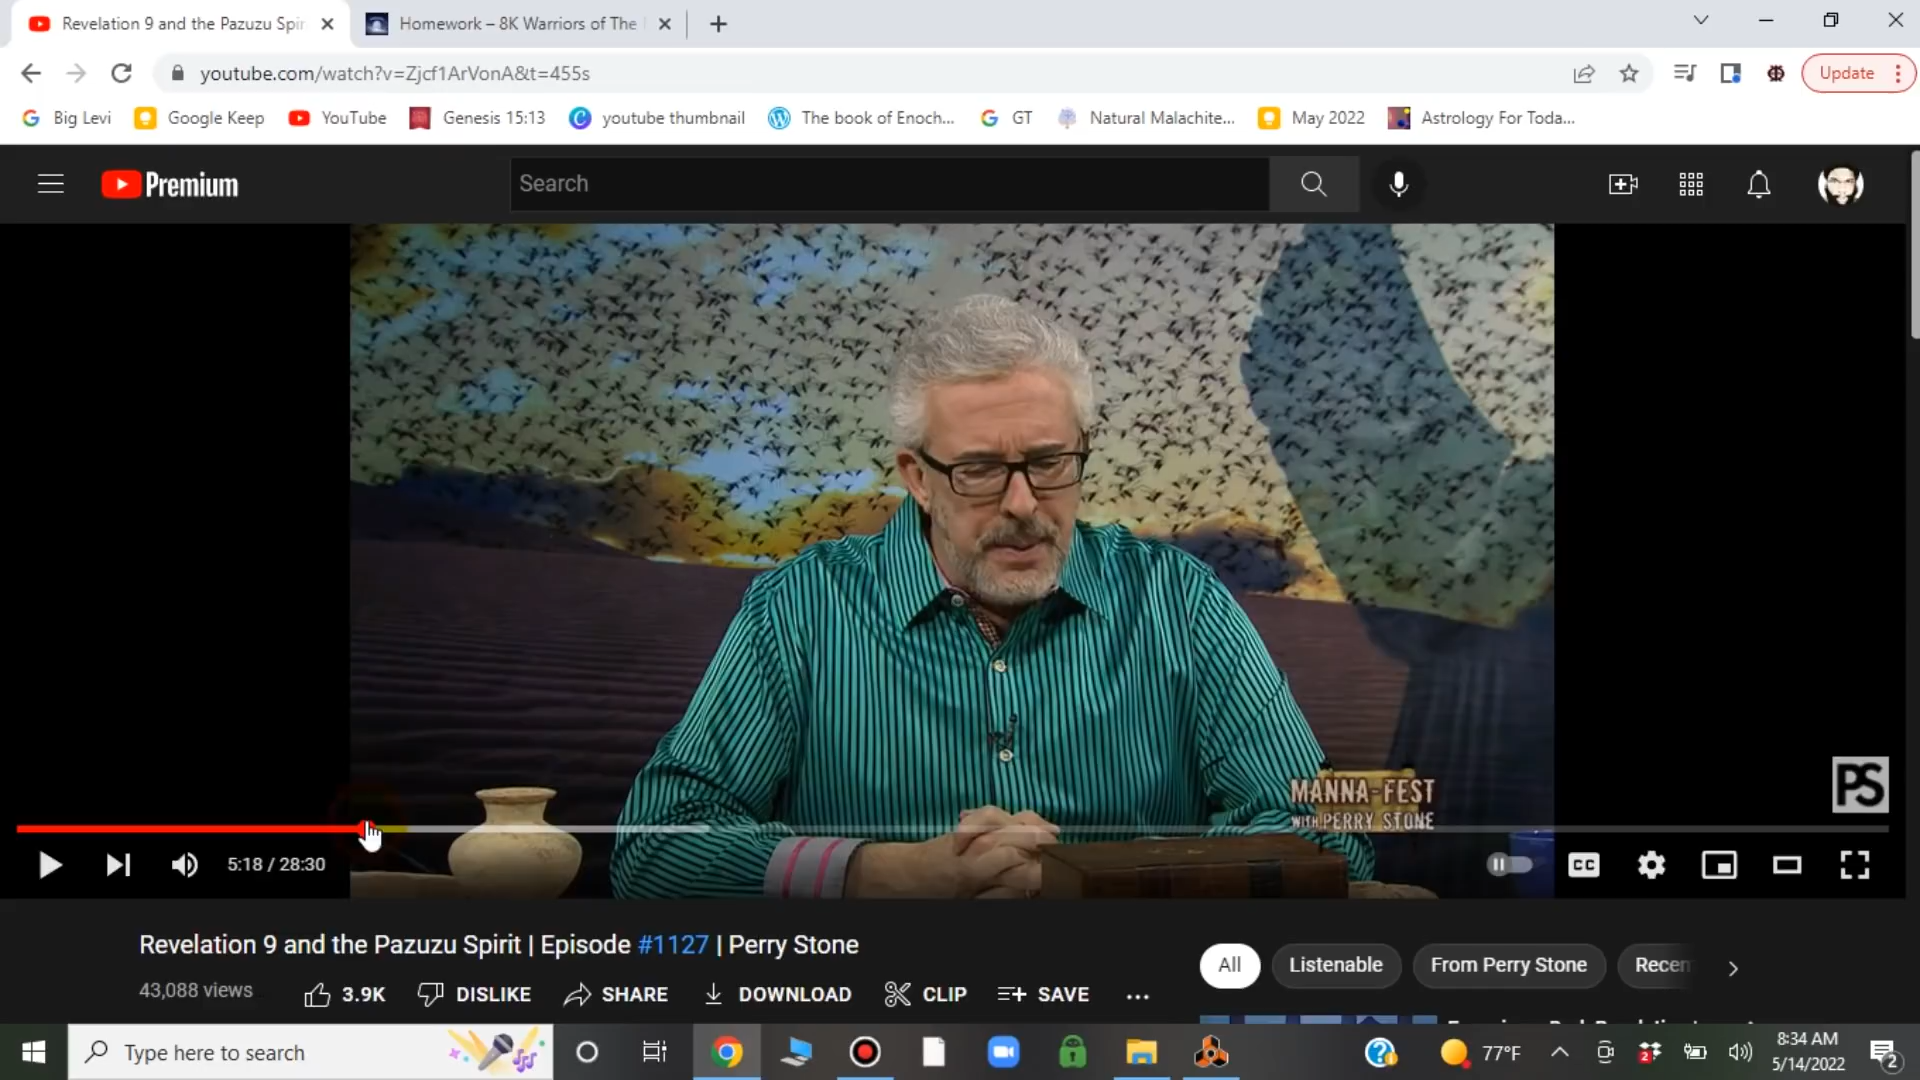 Revelation 9 and the Pazuzu Spir
Homework – 8K Warriors of The
youtube.com/watch?v=Zjcf1ArVonA&t=455s
Update
Big Levi
Google Keep
YouTube
Genesis 15:13
youtube thumbnail
The book of Enoch...
GT
Natural Malachite...
May 2022
Astrology For Toda...
Premium
Search
MANNA-FEST
WITH PERRY STONE
PS
5:18 / 28:30
CC
Revelation 9 and the Pazuzu Spirit | Episode #1127 | Perry Stone
43,088 views
3.9K
DISLIKE
SHARE
DOWNLOAD
CLIP
SAVE
All
Listenable
From Perry Stone
Recen
Type here to search
2
77°F
8:34 AM
5/14/2022
2